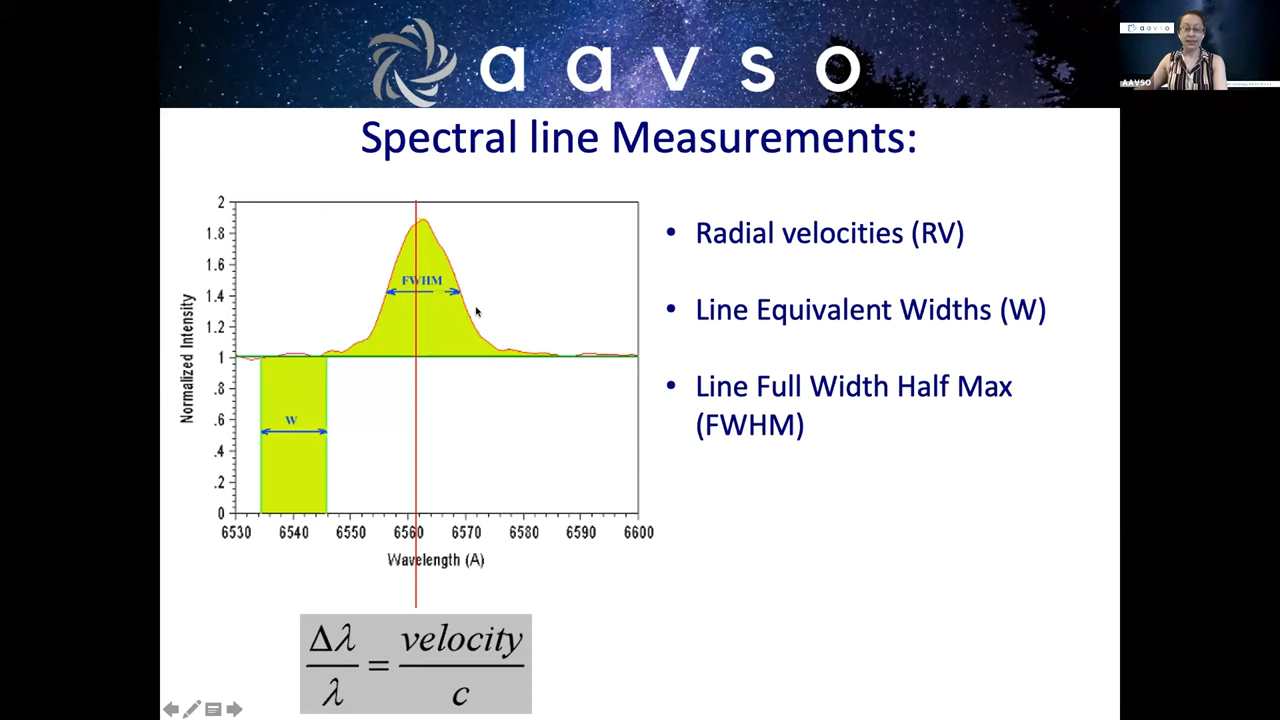 aavso
aavso
AAVSO
Spectral line Measurements:
2
1.8
1.6
1.4
1.2
1
.8
.6
.4
.2
0
Normalized Intensity
FWHM
W
6530 6540 6550 6560 6570 6580 6590 6600
Wavelength (A)
• Radial velocities (RV)
• Line Equivalent Widths (W)
• Line Full Width Half Max
(FWHM)
Δλ/λ = velocity/c